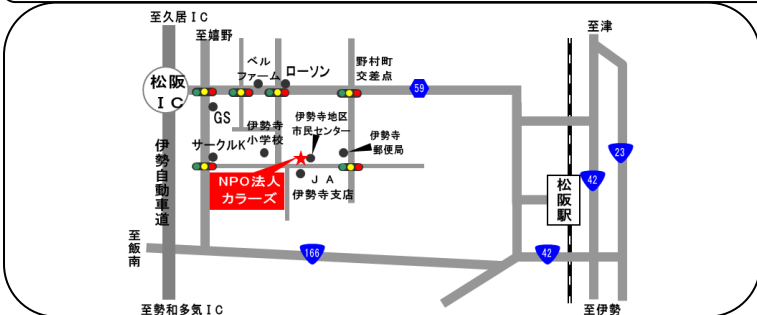 至久居ＩＣ
至嬉野
至津
ベル
ファーム
ローソン
野村町
交差点
松阪
ＩＣ
59
GS
伊勢寺
小学校
伊勢寺地区
市民センター
伊勢寺
郵便局
サークルK
伊勢自動車道
NPO法人
カラーズ
ＪＡ
伊勢寺支店
23
42
松阪駅
至飯南
166
42
至勢和多気ＩＣ
至伊勢